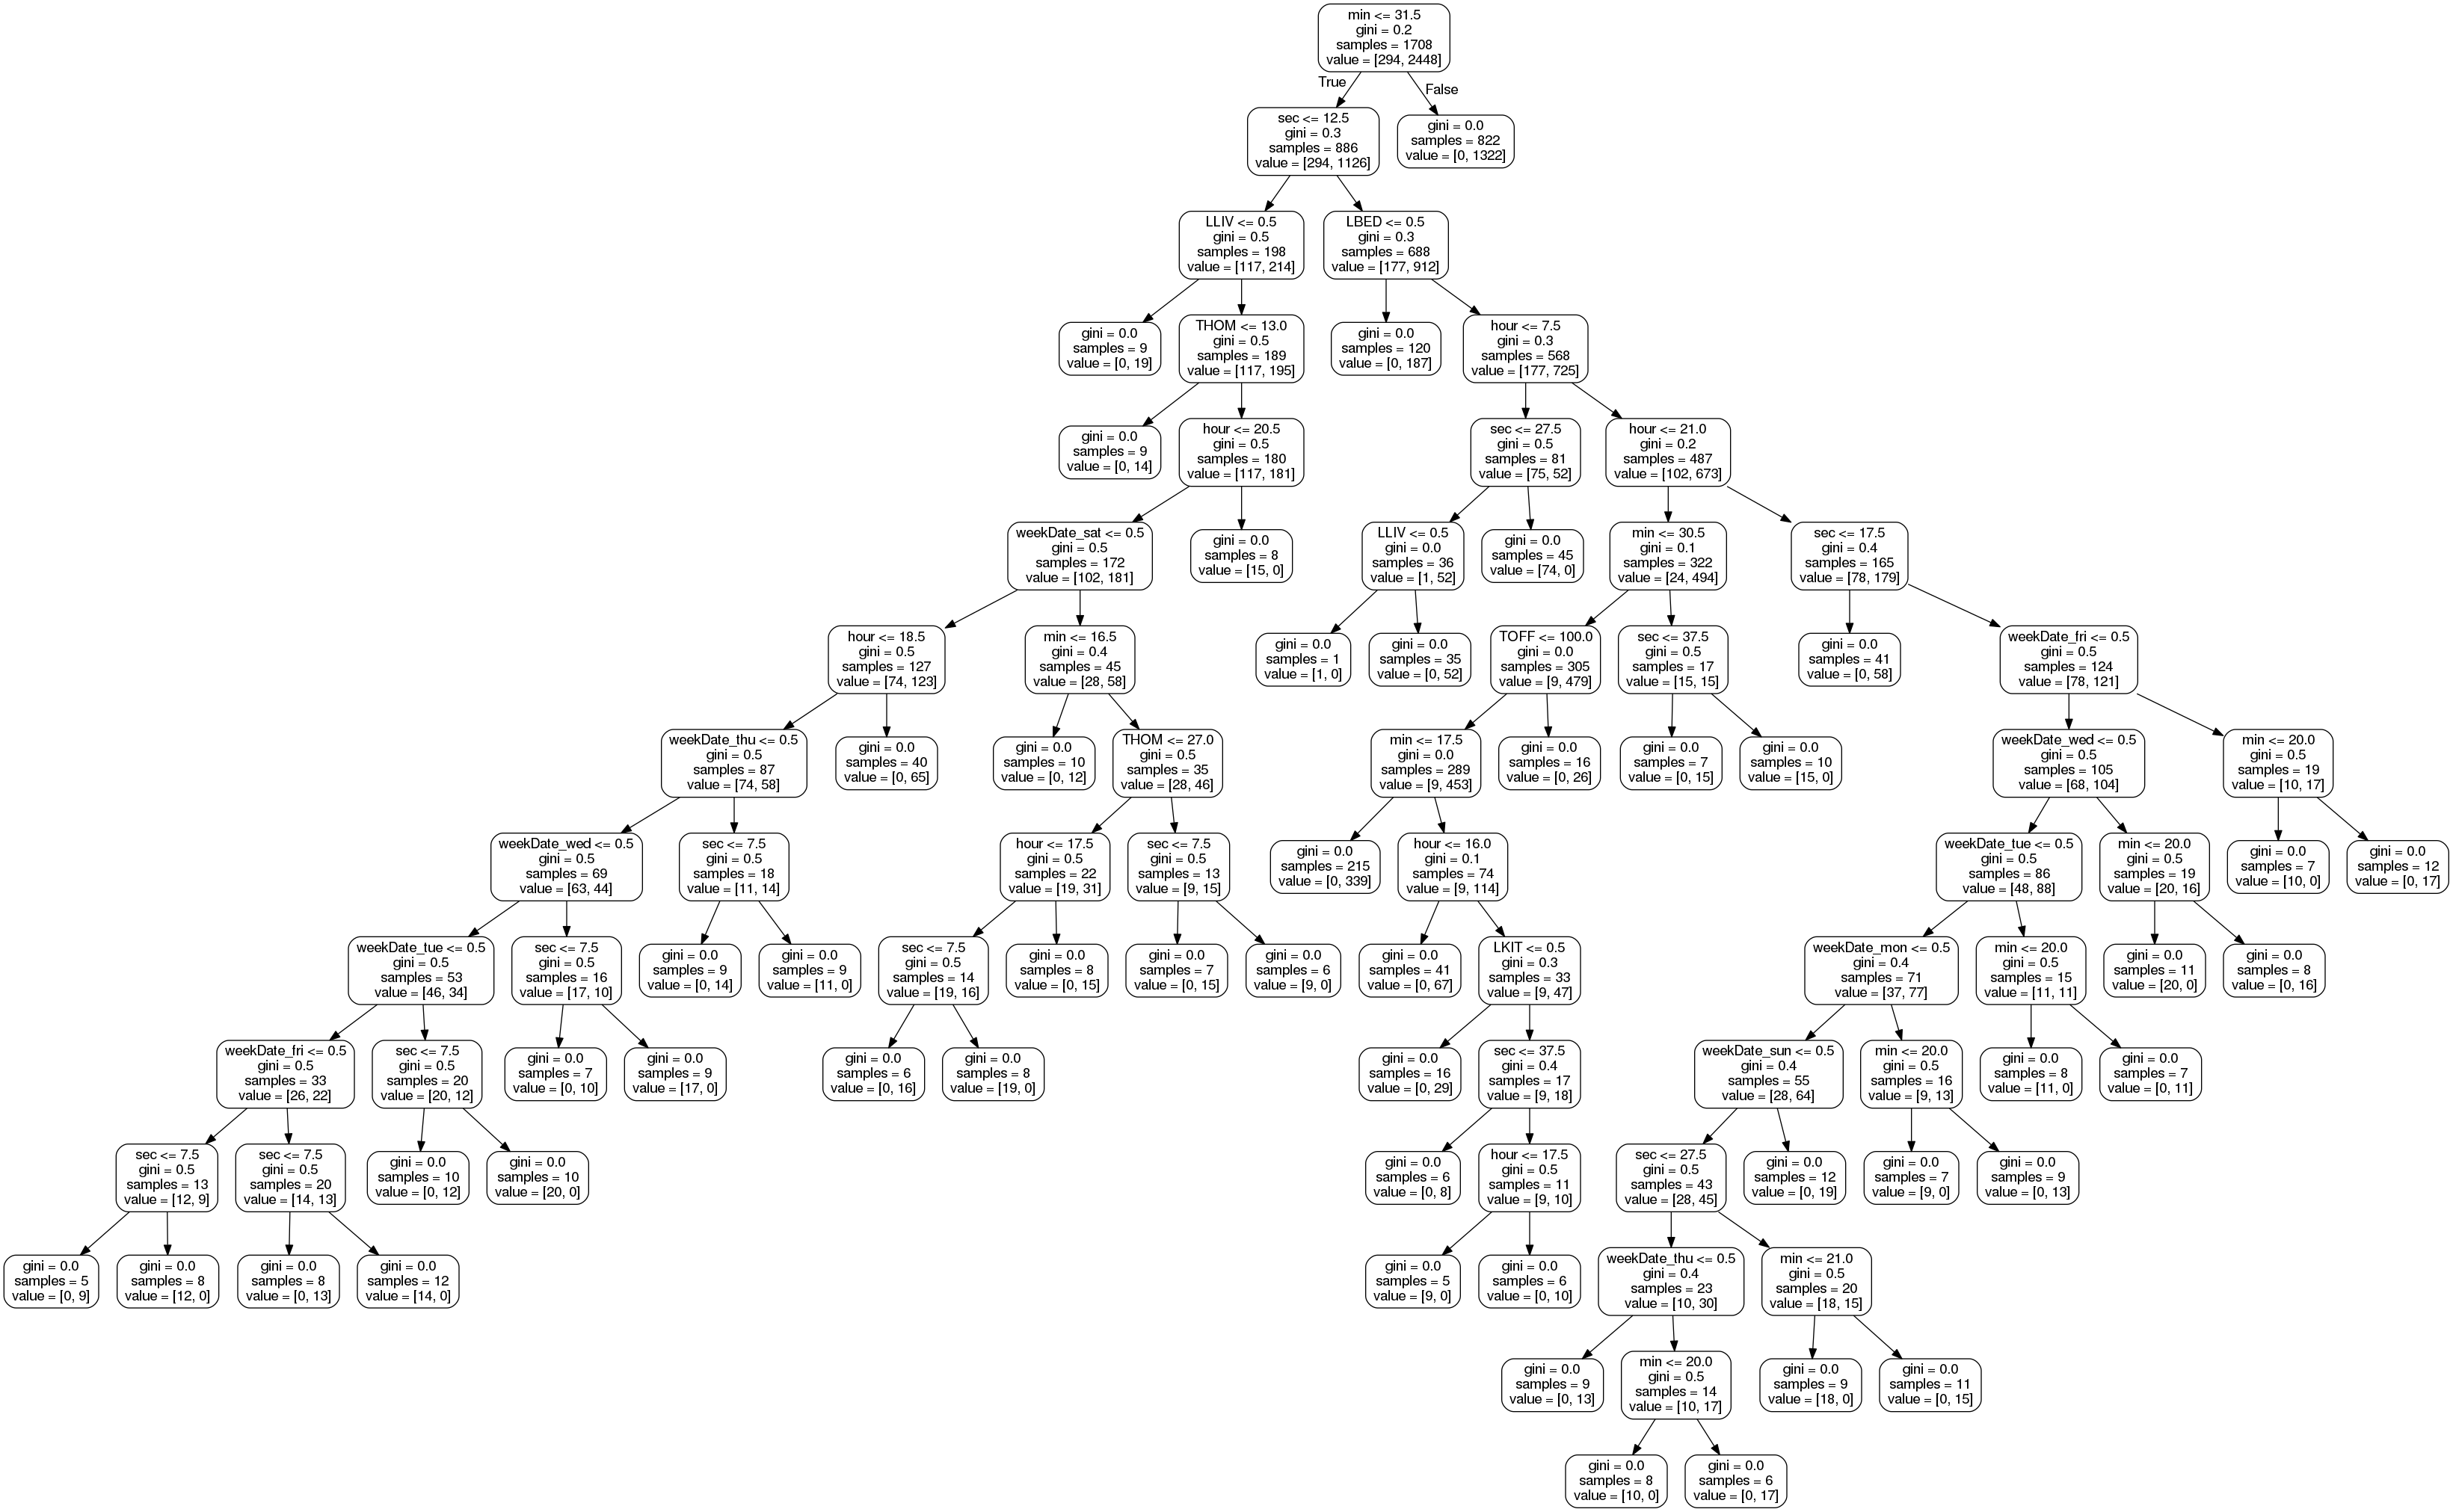 min <= 31.5
gini = 0.2
samples = 1708
value = [294, 2448]
True
False
sec <= 12.5
gini = 0.3
samples = 886
value = [294, 1126]
gini = 0.0
samples = 822
value = [0, 1322]
LLIV <= 0.5
gini = 0.5
samples = 198
value = [117, 214]
LBED <= 0.5
gini = 0.3
samples = 688
value = [177, 912]
gini = 0.0
samples = 9
value = [0, 19]
THOM <= 13.0
gini = 0.5
samples = 189
value = [117, 195]
gini = 0.0
samples = 120
value = [0, 187]
hour <= 7.5
gini = 0.3
samples = 568
value = [177, 725]
gini = 0.0
samples = 9
value = [0, 14]
hour <= 20.5
gini = 0.5
samples = 180
value = [117, 181]
sec <= 27.5
gini = 0.5
samples = 81
value = [75, 52]
hour <= 21.0
gini = 0.2
samples = 487
value = [102, 673]
weekDate_sat <= 0.5
gini = 0.5
samples = 172
value = [102, 181]
gini = 0.0
samples = 8
value = [15, 0]
LLIV <= 0.5
gini = 0.0
samples = 36
value = [1, 52]
gini = 0.0
samples = 45
value = [74, 0]
min <= 30.5
gini = 0.1
samples = 322
value = [24, 494]
sec <= 17.5
gini = 0.4
samples = 165
value = [78, 179]
hour <= 18.5
gini = 0.5
samples = 127
value = [74, 123]
min <= 16.5
gini = 0.4
samples = 45
value = [28, 58]
gini = 0.0
samples = 1
value = [1, 0]
gini = 0.0
samples = 35
value = [0, 52]
TOFF <= 100.0
gini = 0.0
samples = 305
value = [9, 479]
sec <= 37.5
gini = 0.5
samples = 17
value = [15, 15]
gini = 0.0
samples = 41
value = [0, 58]
weekDate_fri <= 0.5
gini = 0.5
samples = 124
value = [78, 121]
weekDate_thu <= 0.5
gini = 0.5
samples = 87
value = [74, 58]
gini = 0.0
samples = 40
value = [0, 65]
gini = 0.0
samples = 10
value = [0, 12]
THOM <= 27.0
gini = 0.5
samples = 35
value = [28, 46]
min <= 17.5
gini = 0.0
samples = 289
value = [9, 453]
gini = 0.0
samples = 16
value = [0, 26]
gini = 0.0
samples = 7
value = [0, 15]
gini = 0.0
samples = 10
value = [15, 0]
weekDate_wed <= 0.5
gini = 0.5
samples = 105
value = [68, 104]
min <= 20.0
gini = 0.5
samples = 19
value = [10, 17]
weekDate_wed <= 0.5
gini = 0.5
samples = 69
value = [63, 44]
sec <= 7.5
gini = 0.5
samples = 18
value = [11, 14]
hour <= 17.5
gini = 0.5
samples = 22
value = [19, 31]
sec <= 7.5
gini = 0.5
samples = 13
value = [9, 15]
gini = 0.0
samples = 215
value = [0, 339]
hour <= 16.0
gini = 0.1
samples = 74
value = [9, 114]
weekDate_tue <= 0.5
gini = 0.5
samples = 86
value = [48, 88]
min <= 20.0
gini = 0.5
samples = 19
value = [20, 16]
gini = 0.0
samples = 7
value = [10, 0]
gini = 0.0
samples = 12
value = [0, 17]
weekDate_tue <= 0.5
gini = 0.5
samples = 53
value = [46, 34]
sec <= 7.5
gini = 0.5
samples = 16
value = [17, 10]
gini = 0.0
samples = 9
value = [0, 14]
gini = 0.0
samples = 9
value = [11, 0]
sec <= 7.5
gini = 0.5
samples = 14
value = [19, 16]
gini = 0.0
samples = 8
value = [0, 15]
gini = 0.0
samples = 7
value = [0, 15]
gini = 0.0
samples = 6
value = [9, 0]
gini = 0.0
samples = 41
value = [0, 67]
LKIT <= 0.5
gini = 0.3
samples = 33
value = [9, 47]
weekDate_mon <= 0.5
gini = 0.4
samples = 71
value = [37, 77]
min <= 20.0
gini = 0.5
samples = 15
value = [11, 11]
gini = 0.0
samples = 11
value = [20, 0]
gini = 0.0
samples = 8
value = [0, 16]
weekDate_fri <= 0.5
gini = 0.5
samples = 33
value = [26, 22]
sec <= 7.5
gini = 0.5
samples = 20
value = [20, 12]
gini = 0.0
samples = 7
value = [0, 10]
gini = 0.0
samples = 9
value = [17, 0]
gini = 0.0
samples = 6
value = [0, 16]
gini = 0.0
samples = 8
value = [19, 0]
gini = 0.0
samples = 16
value = [0, 29]
sec <= 37.5
gini = 0.4
samples = 17
value = [9, 18]
weekDate_sun <= 0.5
gini = 0.4
samples = 55
value = [28, 64]
min <= 20.0
gini = 0.5
samples = 16
value = [9, 13]
gini = 0.0
samples = 8
value = [11, 0]
gini = 0.0
samples = 7
value = [0, 11]
sec <= 7.5
gini = 0.5
samples = 13
value = [12, 9]
sec <= 7.5
gini = 0.5
samples = 20
value = [14, 13]
gini = 0.0
samples = 10
value = [0, 12]
gini = 0.0
samples = 10
value = [20, 0]
gini = 0.0
samples = 6
value = [0, 8]
hour <= 17.5
gini = 0.5
samples = 11
value = [9, 10]
sec <= 27.5
gini = 0.5
samples = 43
value = [28, 45]
gini = 0.0
samples = 12
value = [0, 19]
gini = 0.0
samples = 7
value = [9, 0]
gini = 0.0
samples = 9
value = [0, 13]
gini = 0.0
samples = 5
value = [0, 9]
gini = 0.0
samples = 8
value = [12, 0]
gini = 0.0
samples = 8
value = [0, 13]
gini = 0.0
samples = 12
value = [14, 0]
gini = 0.0
samples = 5
value = [9, 0]
gini = 0.0
samples = 6
value = [0, 10]
weekDate_thu <= 0.5
gini = 0.4
samples = 23
value = [10, 30]
min <= 21.0
gini = 0.5
samples = 20
value = [18, 15]
gini = 0.0
samples = 9
value = [0, 13]
min <= 20.0
gini = 0.5
samples = 14
value = [10, 17]
gini = 0.0
samples = 9
value = [18, 0]
gini = 0.0
samples = 11
value = [0, 15]
gini = 0.0
samples = 8
value = [10, 0]
gini = 0.0
samples = 6
value = [0, 17]